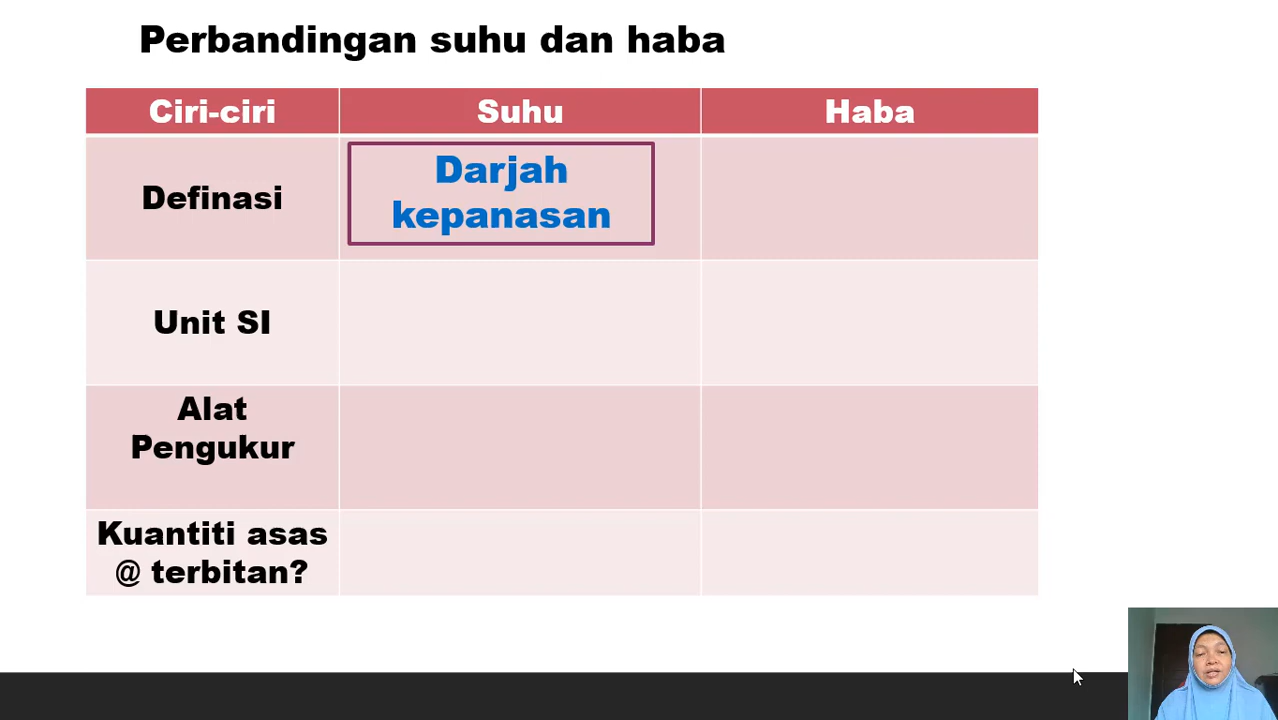 Perbandingan suhu dan haba
Ciri-ciri
Suhu
Haba
Definasi
Darjah
kepanasan
Unit SI
Alat
Pengukur
Kuantiti asas
@ terbitan?